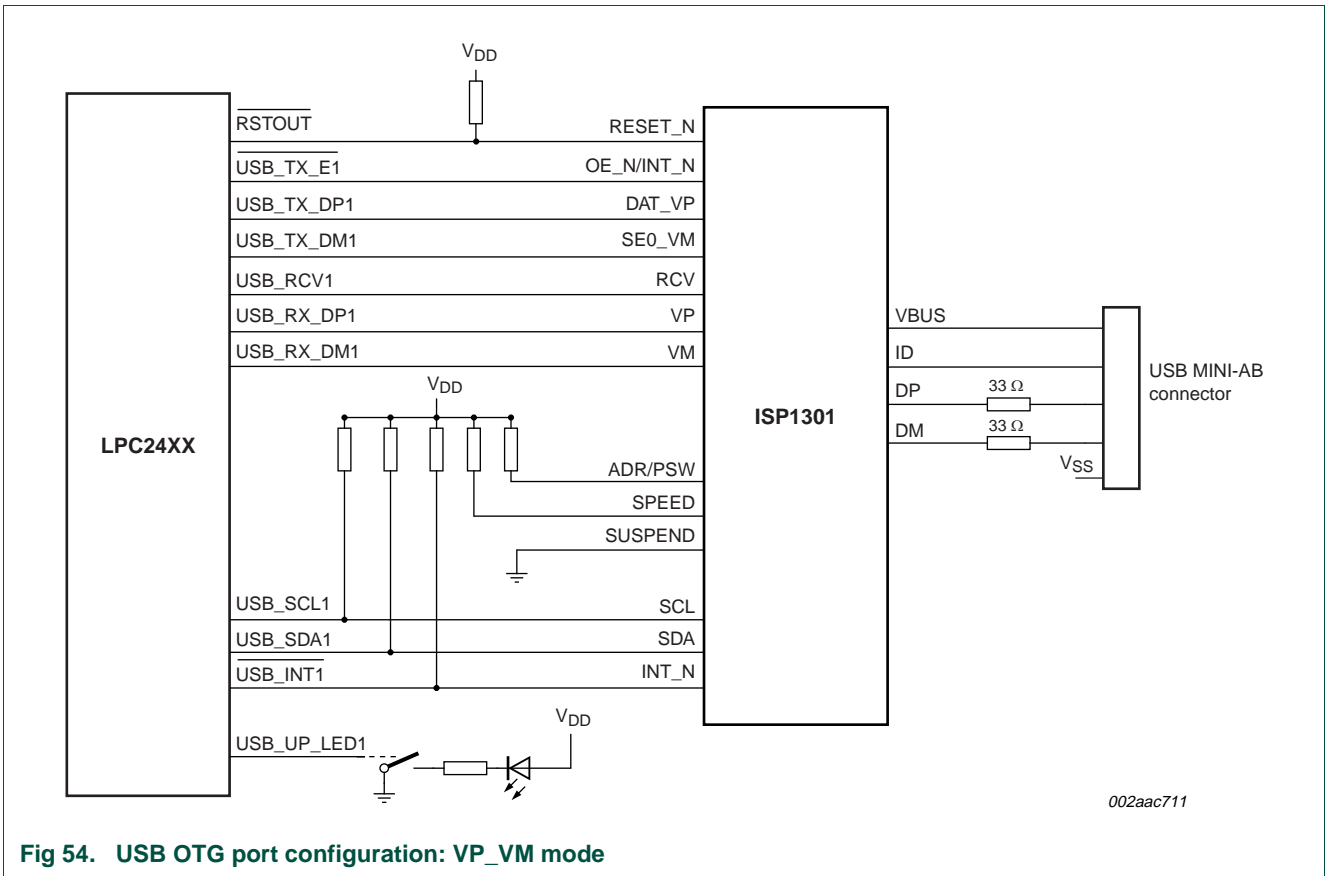 VDD
RSTOUT RESET_N
USB_TX_E1 OE_N/INT_N
USB_TX_DP1 DAT_VP
USB_TX_DM1 SE0_VM
USB_RCV1 RCV
USB_RX_DP1 VP
USB_RX_DM1 VM
VBUS
ID
DP 33 Ω
DM 33 Ω
VSS
USB MINI-AB
connector
VDD
LPC24XX
ISP1301
ADR/PSW
SPEED
SUSPEND
USB_SCL1 SCL
USB_SDA1 SDA
USB_INT1 INT_N
VDD
USB_UP_LED1
002aac711
Fig 54. USB OTG port configuration: VP_VM mode